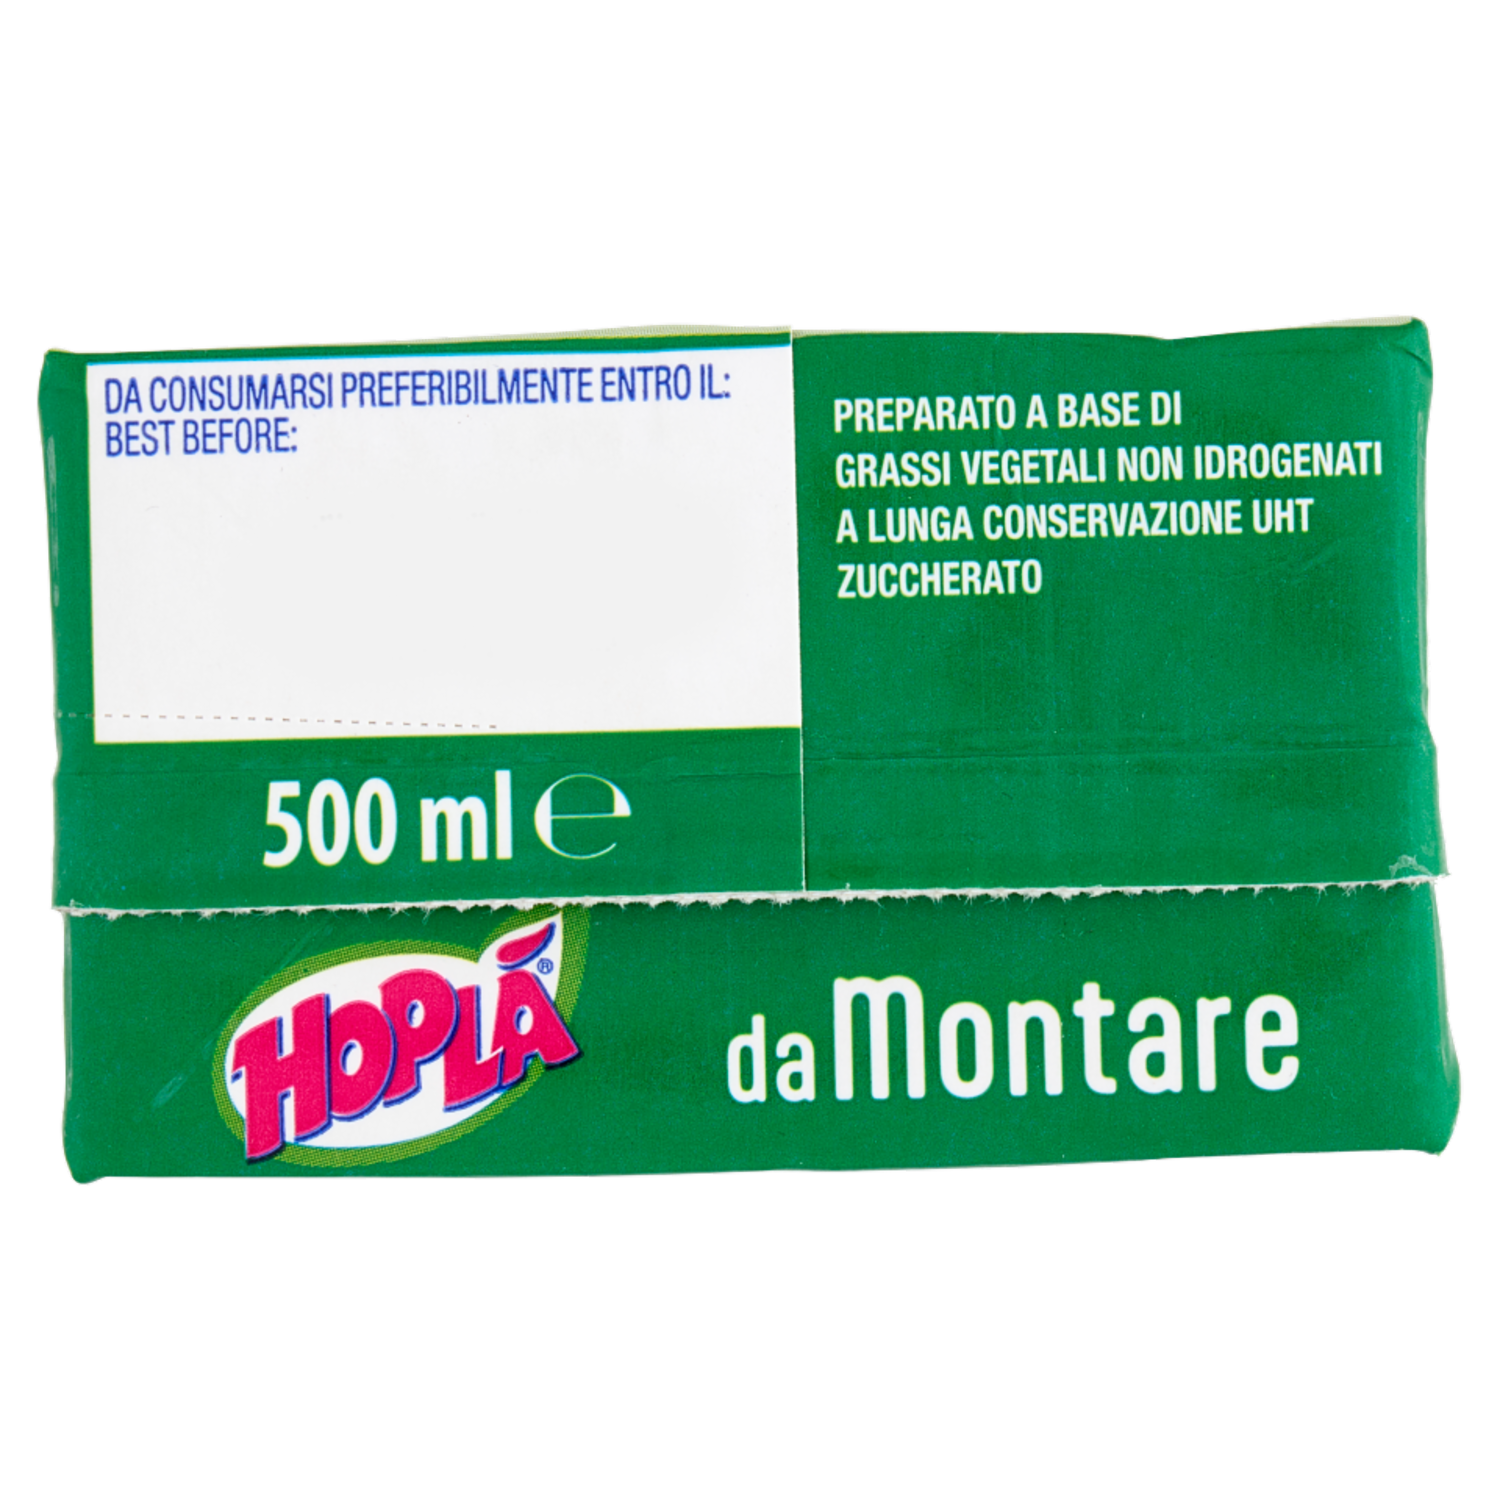 DA CONSUMARSI PREFERIBILMENTE ENTRO IL:
BEST BEFORE:
PREPARATO A BASE DI
GRASSI VEGETALI NON IDROGENATI
A LUNGA CONSERVAZIONE UHT
ZUCCHERATO
500 ml ℮
HOPLÁ®
da Montare